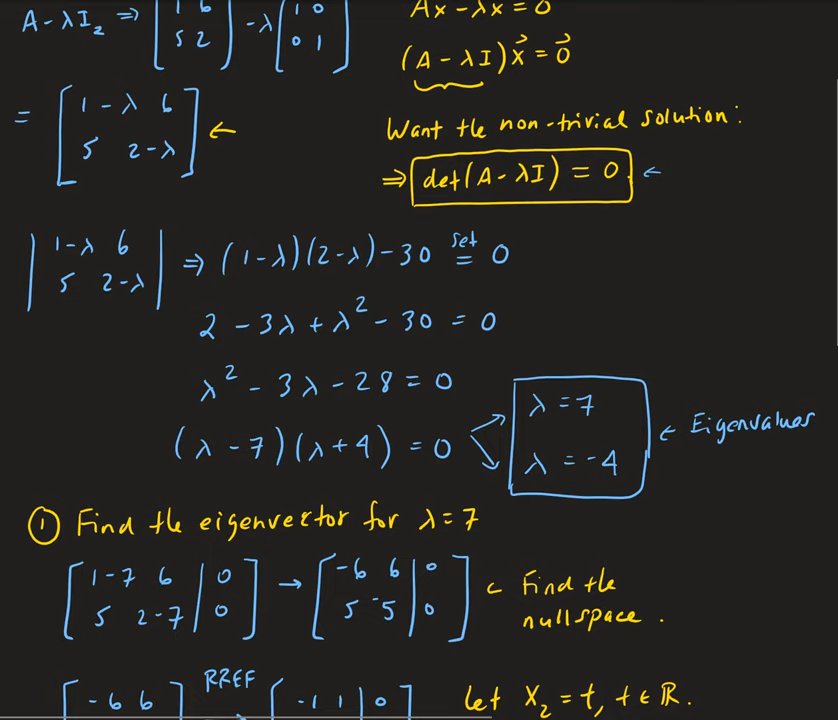 A - λI₂ ⇒ [1 6; 5 2] - λ[1 0; 0 1]
Ax - λx = 0
(A - λI)x⃗ = 0⃗
= [1 - λ 6; 5 2 - λ] ←
Want the non-trivial solution:
⇒ det(A - λI) = 0 ←
|1-λ 6; 5 2-λ| ⇒ (1-λ)(2-λ) - 30 set = 0
2 - 3λ + λ² - 30 = 0
λ² - 3λ - 28 = 0
(λ - 7)(λ + 4) = 0
λ = 7
λ = -4
← Eigenvalues
① Find the eigenvector for λ = 7
[1-7 6 | 0; 5 2-7 | 0] → [-6 6 | 0; 5 -5 | 0]
← Find the
nullspace.
[-6 6] RREF → [-1 1 | 0]
let X₂ = t, t ∈ ℝ.